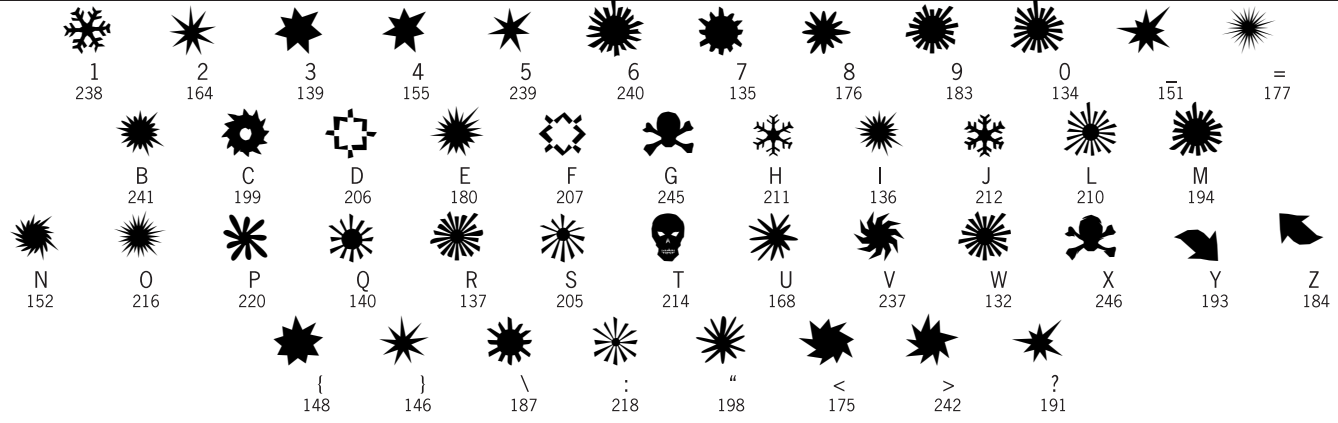 1 2 3 4 5 6 7 8 9 0 _ =
238 164 139 155 239 240 135 176 183 134 151 177
B C D E F G H I J L M
241 199 206 180 207 245 211 136 212 210 194
N O P Q R S T U V W X Y Z
152 216 220 140 137 205 214 168 237 132 246 193 184
{ } \ : “ < > ?
148 146 187 218 198 175 242 191